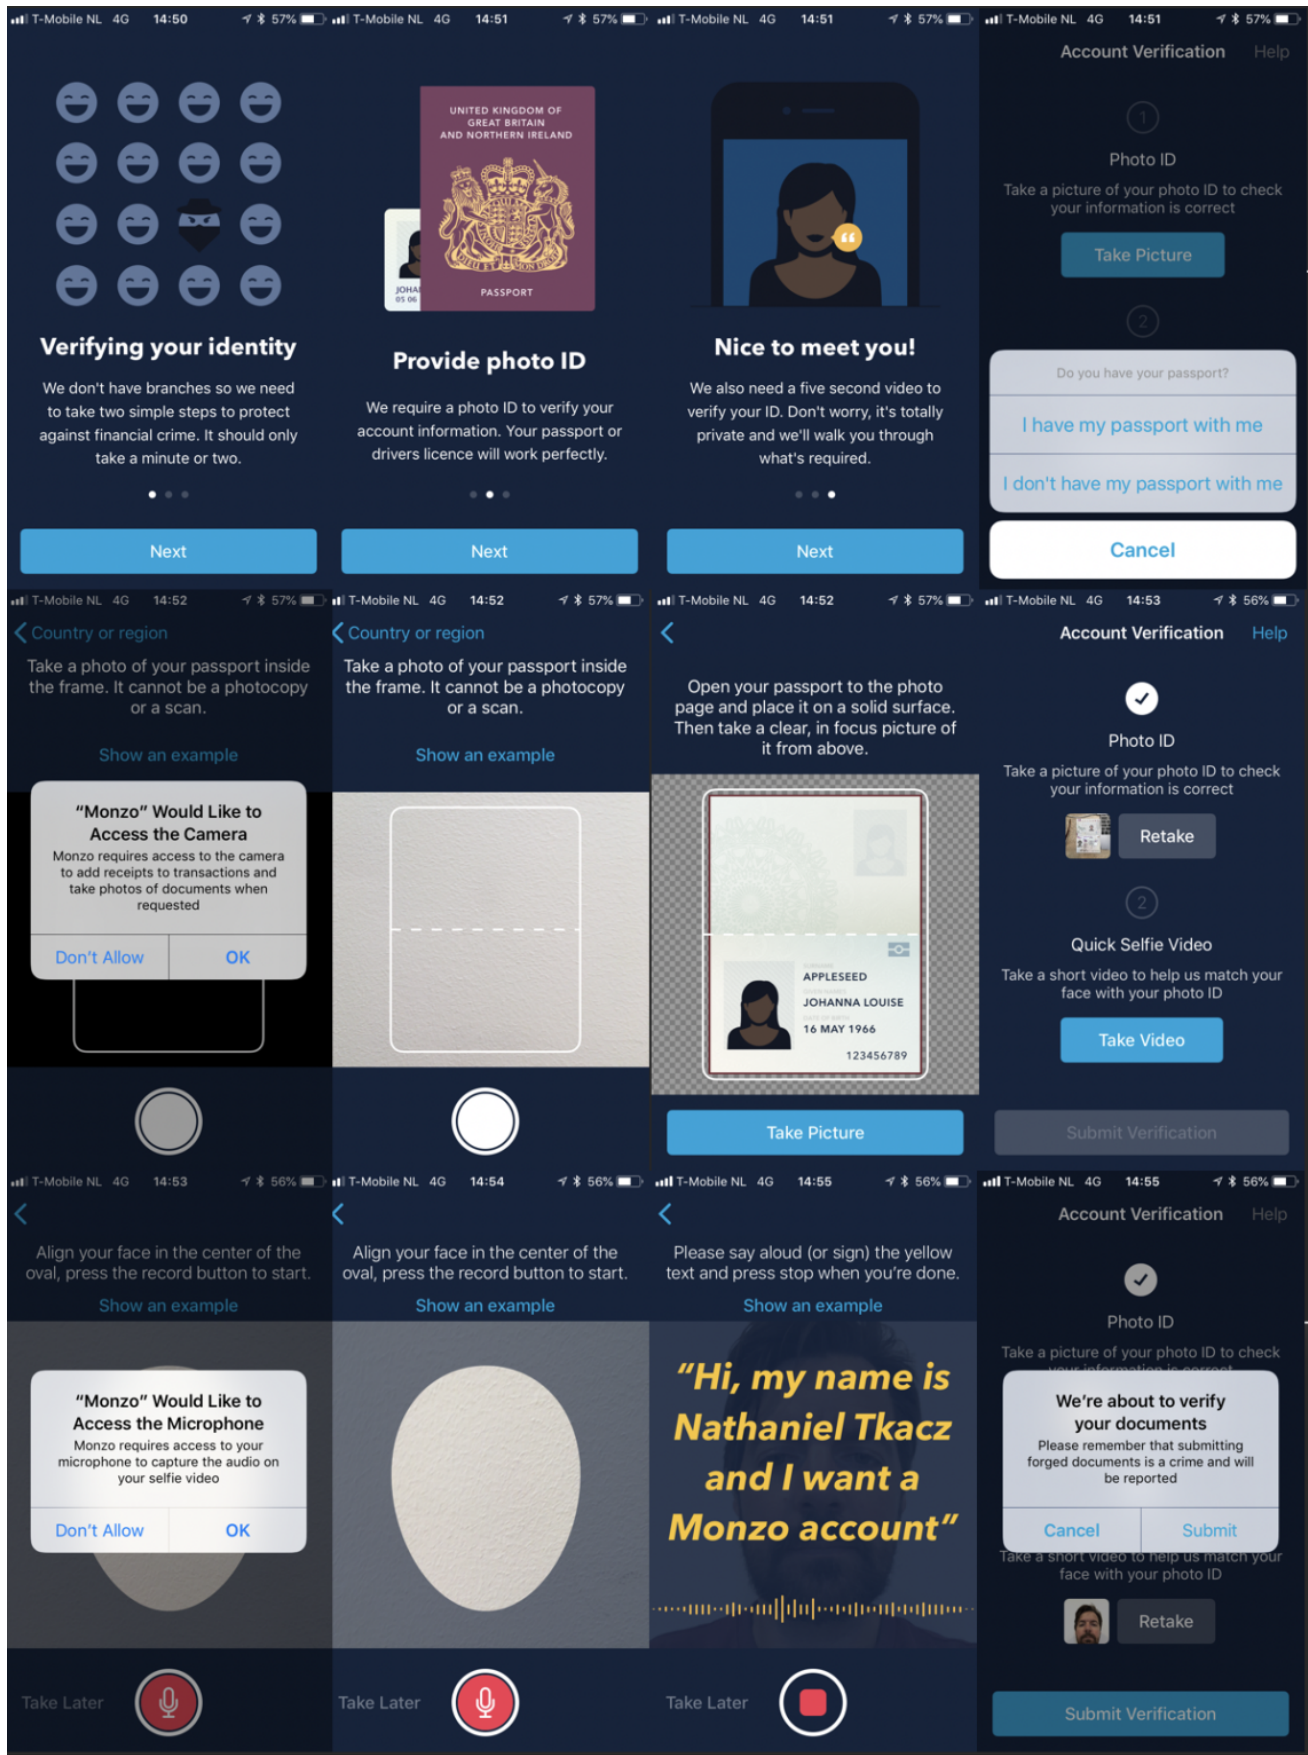 T-Mobile NL 4G 14:50 57%
UNITED KINGDOM OF
GREAT BRITAIN
AND NORTHERN IRELAND
JOHA
05 06
DIEU ET MON DROIT
PASSPORT
Verifying your identity
We don't have branches so we need
to take two simple steps to protect
against financial crime. It should only
take a minute or two.
Next
T-Mobile NL 4G 14:51 57%
Provide photo ID
We require a photo ID to verify your
account information. Your passport or
drivers licence will work perfectly.
Next
T-Mobile NL 4G 14:51 57%
“
Nice to meet you!
We also need a five second video to
verify your ID. Don't worry, it's totally
private and we'll walk you through
what's required.
Next
T-Mobile NL 4G 14:51 57%
Account Verification Help
1
Photo ID
Take a picture of your photo ID to check
your information is correct
Take Picture
2
Do you have your passport?
I have my passport with me
I don't have my passport with me
Cancel
T-Mobile NL 4G 14:52 57%
Country or region
Take a photo of your passport inside
the frame. It cannot be a photocopy
or a scan.
Show an example
“Monzo” Would Like to
Access the Camera
Monzo requires access to the camera
to add receipts to transactions and
take photos of documents when
requested
Don't Allow OK
T-Mobile NL 4G 14:52 57%
Country or region
Take a photo of your passport inside
the frame. It cannot be a photocopy
or a scan.
Show an example
T-Mobile NL 4G 14:52 57%
Open your passport to the photo
page and place it on a solid surface.
Then take a clear, in focus picture of
it from above.
SURNAME
APPLESEED
GIVEN NAMES
JOHANNA LOUISE
DATE OF BIRTH
16 MAY 1966
123456789
Take Picture
T-Mobile NL 4G 14:53 56%
Account Verification Help
Photo ID
Take a picture of your photo ID to check
your information is correct
Retake
2
Quick Selfie Video
Take a short video to help us match your
face with your photo ID
Take Video
Submit Verification
T-Mobile NL 4G 14:53 56%
Align your face in the center of the
oval, press the record button to start.
Show an example
“Monzo” Would Like to
Access the Microphone
Monzo requires access to your
microphone to capture the audio on
your selfie video
Don't Allow OK
Take Later
T-Mobile NL 4G 14:54 56%
Align your face in the center of the
oval, press the record button to start.
Show an example
Take Later
T-Mobile NL 4G 14:55 56%
Please say aloud (or sign) the yellow
text and press stop when you're done.
Show an example
“Hi, my name is
Nathaniel Tkacz
and I want a
Monzo account”
Take Later
T-Mobile NL 4G 14:55 56%
Account Verification Help
Photo ID
Take a picture of your photo ID to check
your information is correct
We're about to verify
your documents
Please remember that submitting
forged documents is a crime and will
be reported
Cancel Submit
Take a short video to help us match your
face with your photo ID
Retake
Submit Verification